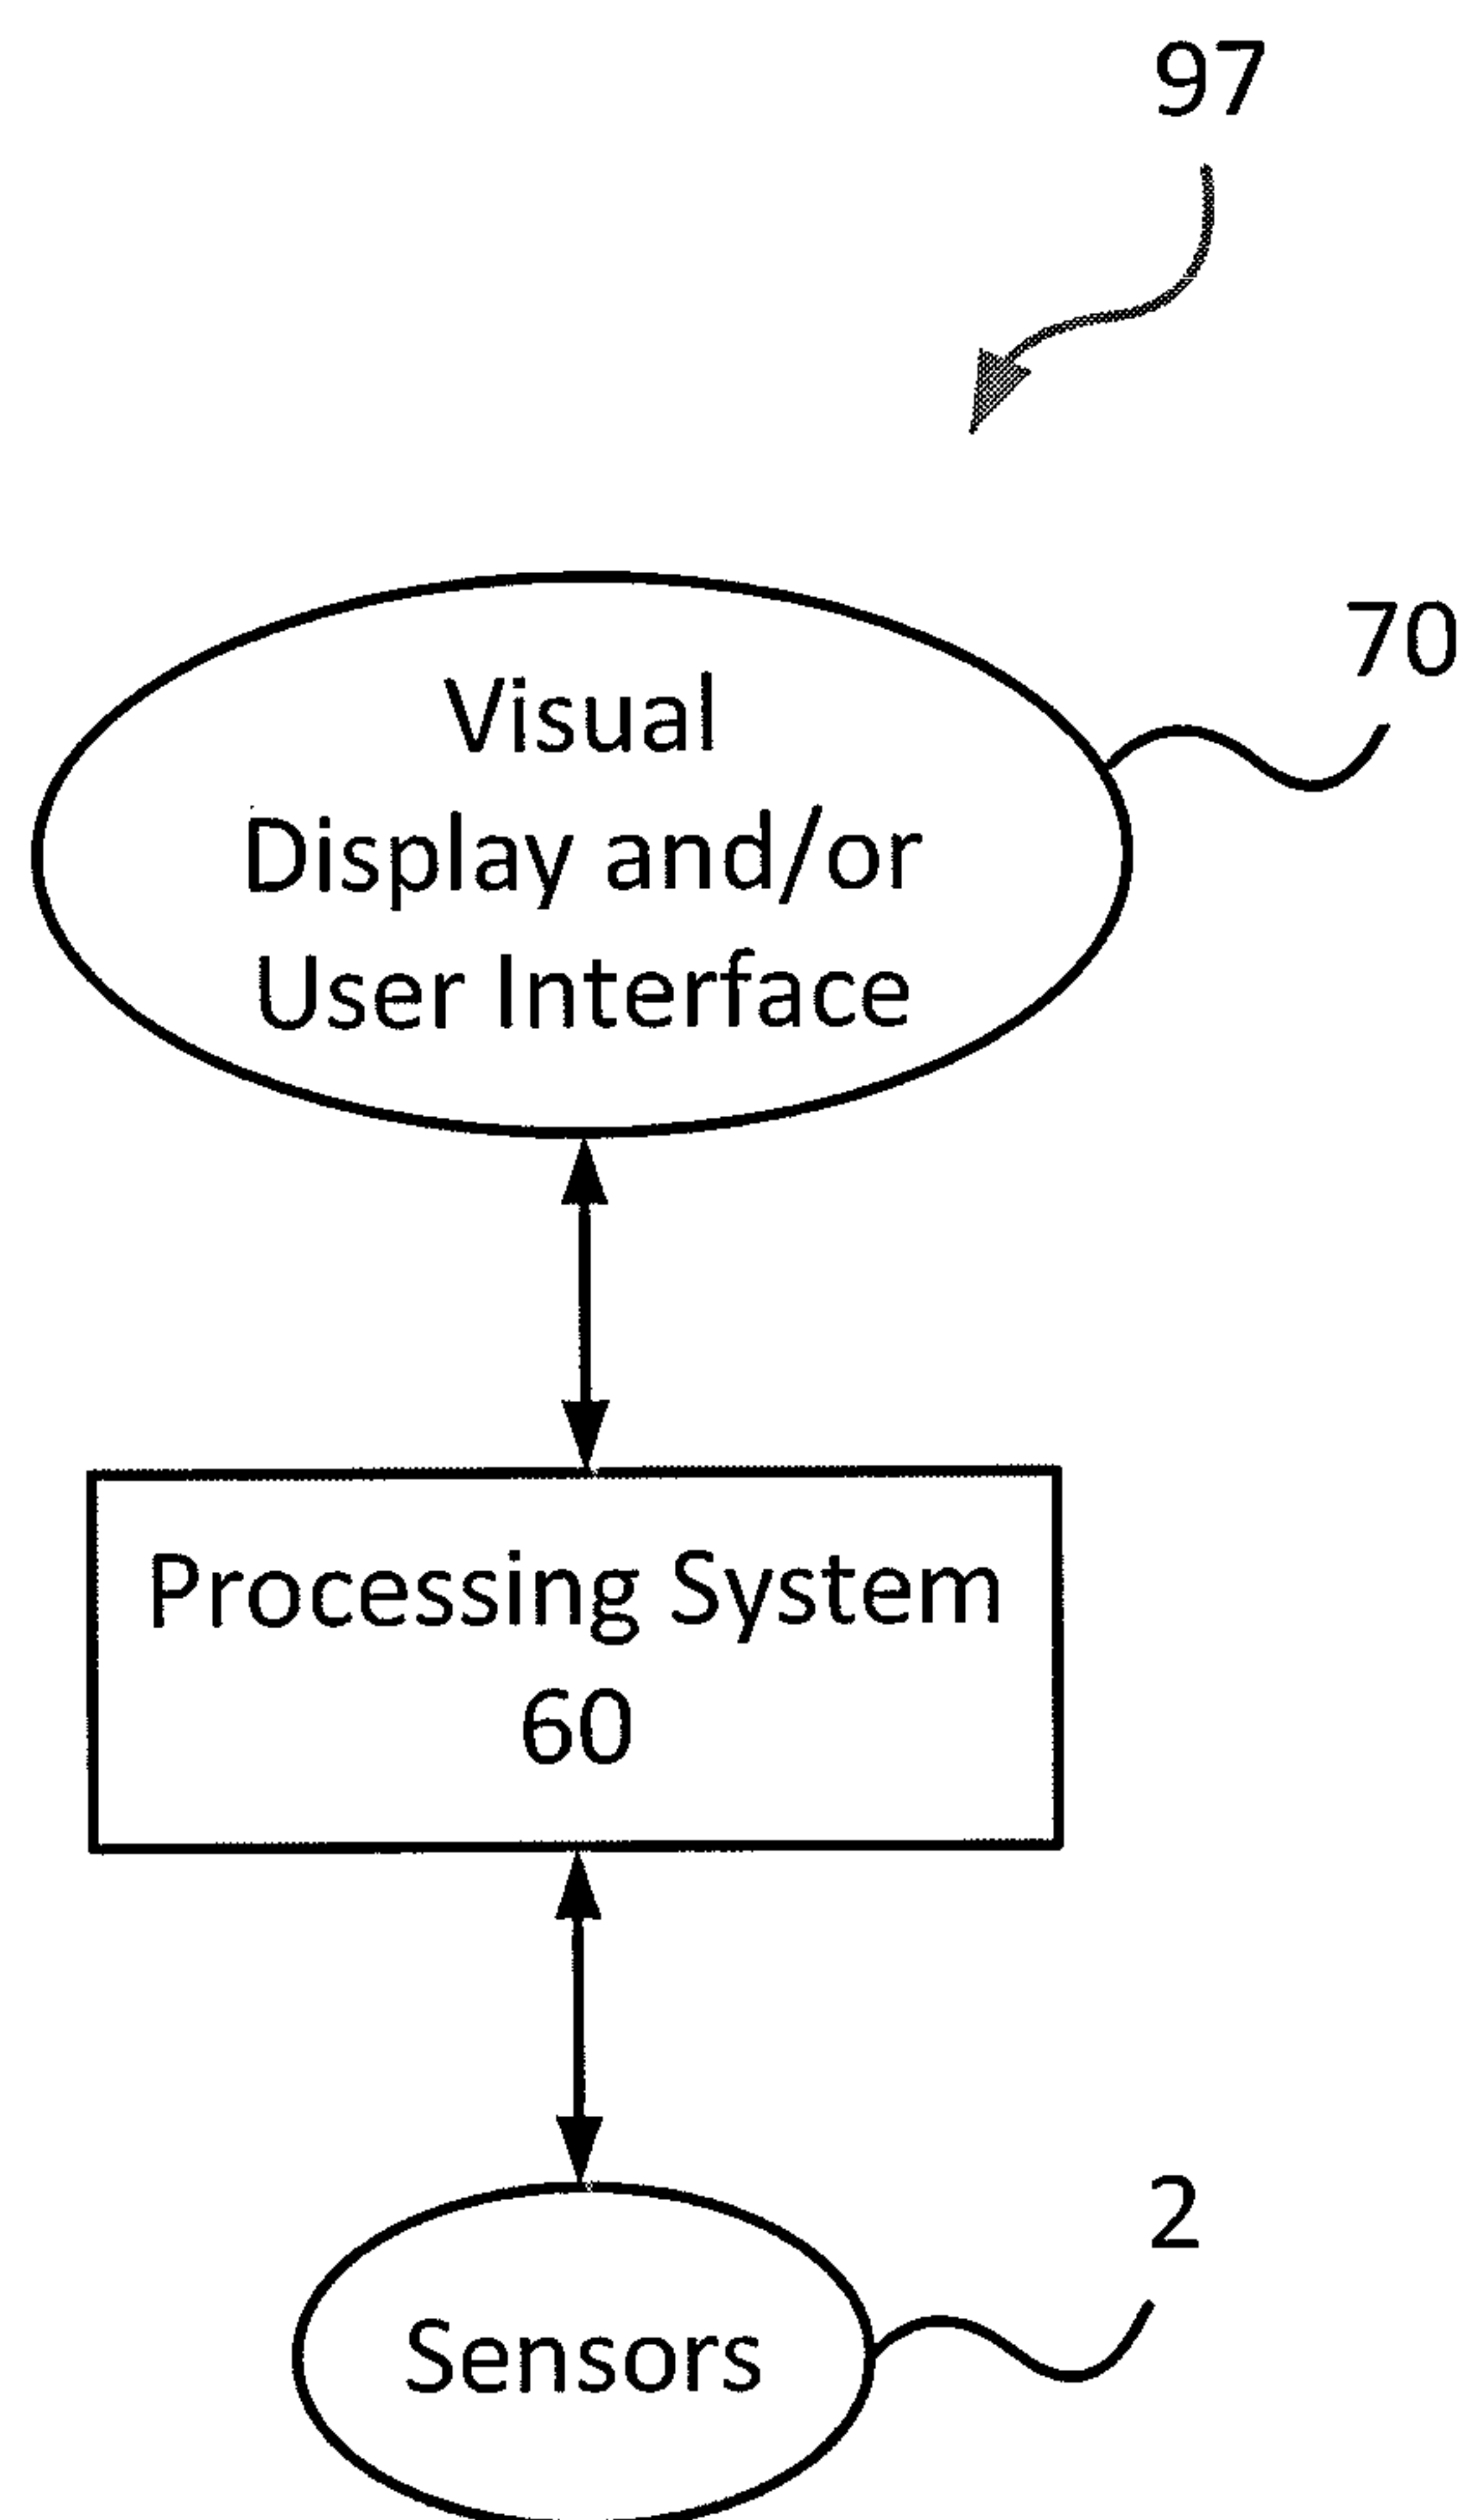 97
70
Visual
Display and/or
User Interface
Processing System
60
2
Sensors